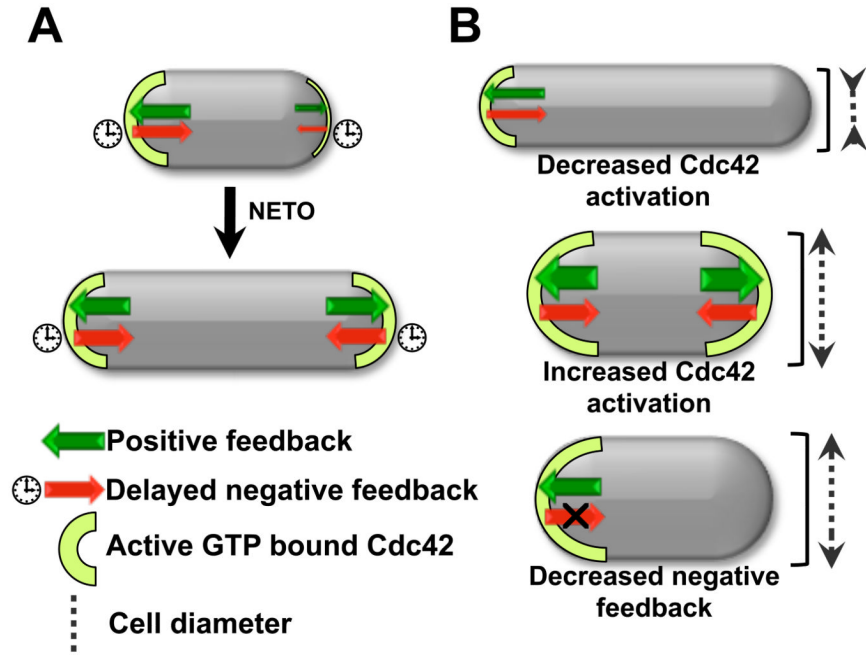 A
NETO
Positive feedback
Delayed negative feedback
Active GTP bound Cdc42
Cell diameter
B
Decreased Cdc42
activation
Increased Cdc42
activation
Decreased negative
feedback